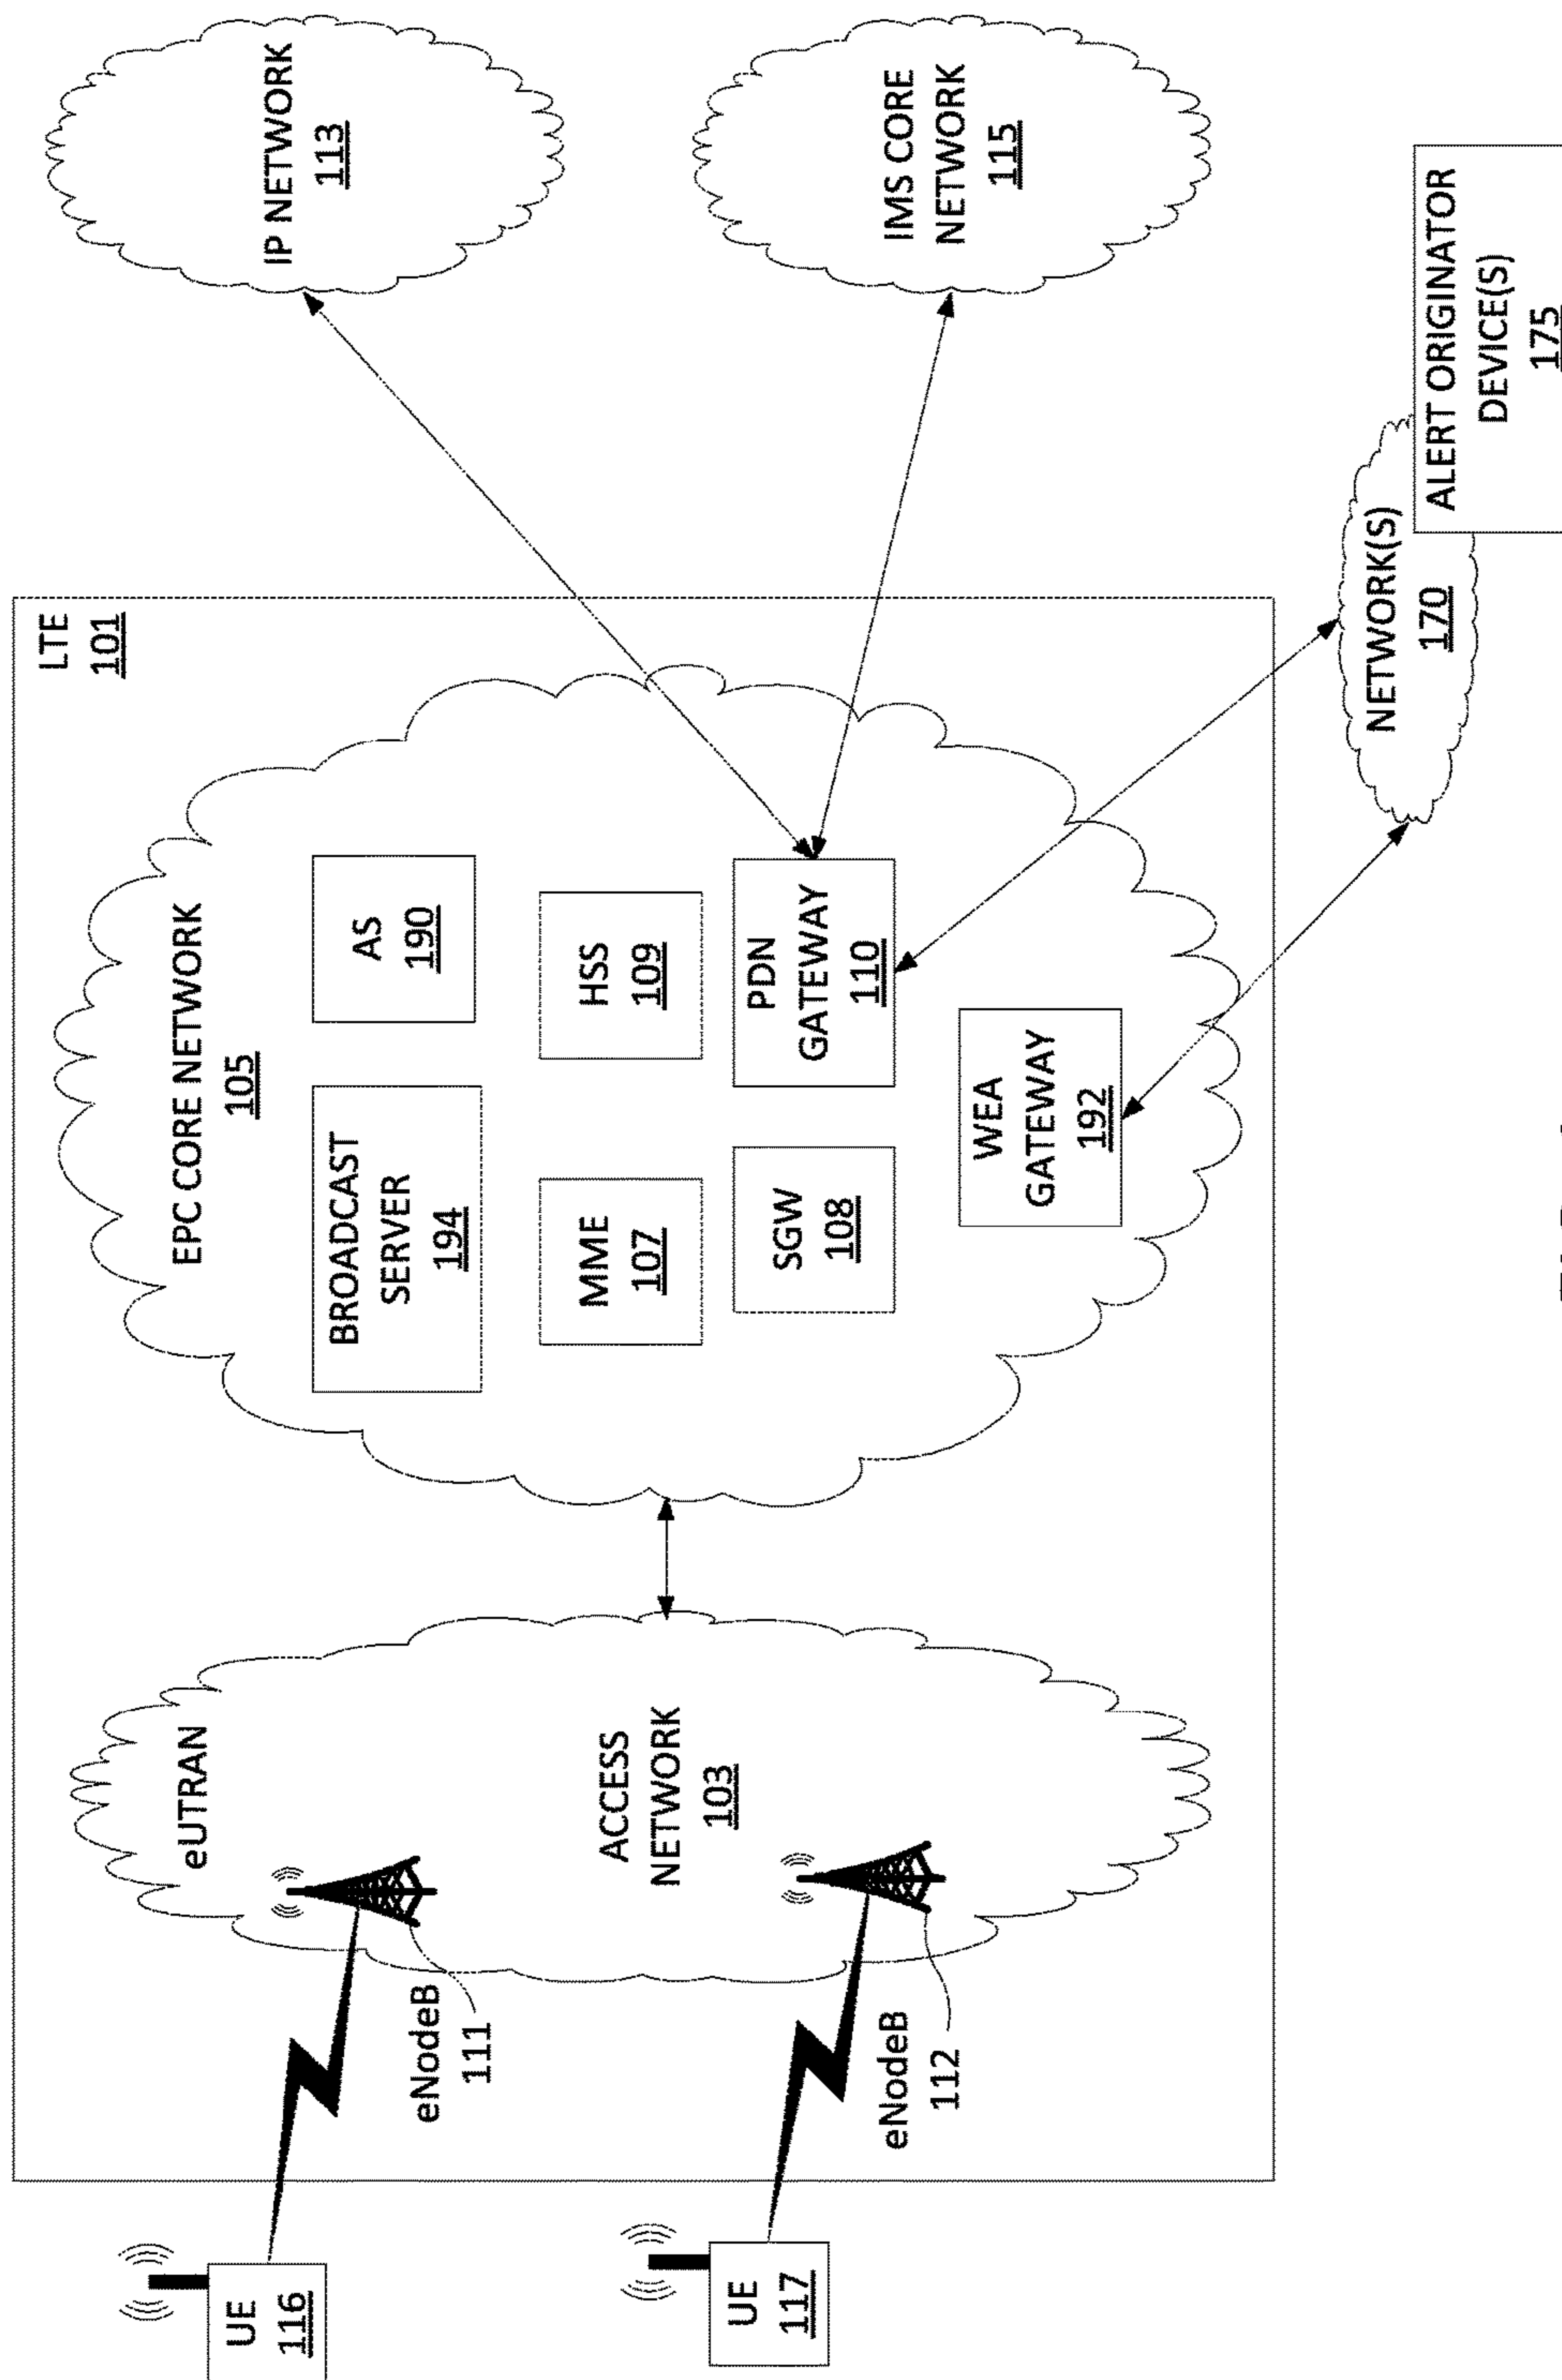 LTE
101
IP NETWORK
113
IMS CORE
NETWORK
115
EPC CORE NETWORK
105
BROADCAST
SERVER
194
AS
190
MME
107
HSS
109
SGW
108
PDN
GATEWAY
110
WEA
GATEWAY
192
eUTRAN
ACCESS
NETWORK
103
eNodeB
111
eNodeB
112
UE
116
UE
117
NETWORK(S)
170
ALERT ORIGINATOR
DEVICE(S)
175